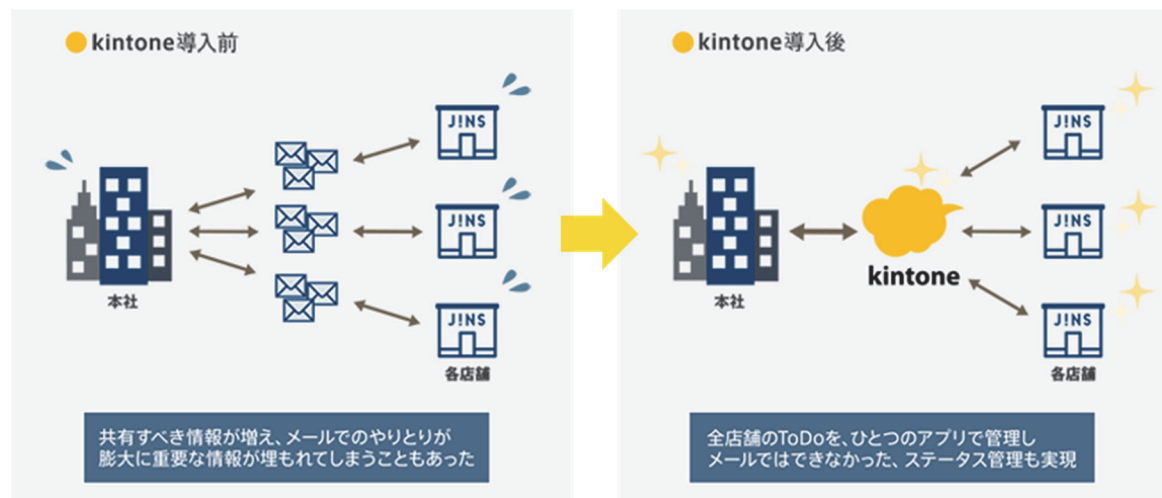 kintone導入前
JINS
JINS
JINS
本社
各店舗
共有すべき情報が増え、メールでのやりとりが
膨大に重要な情報が埋もれてしまうこともあった
kintone導入後
JINS
JINS
kintone
JINS
本社
各店舗
全店舗のToDoを、ひとつのアプリで管理し
メールではできなかった、ステータス管理も実現